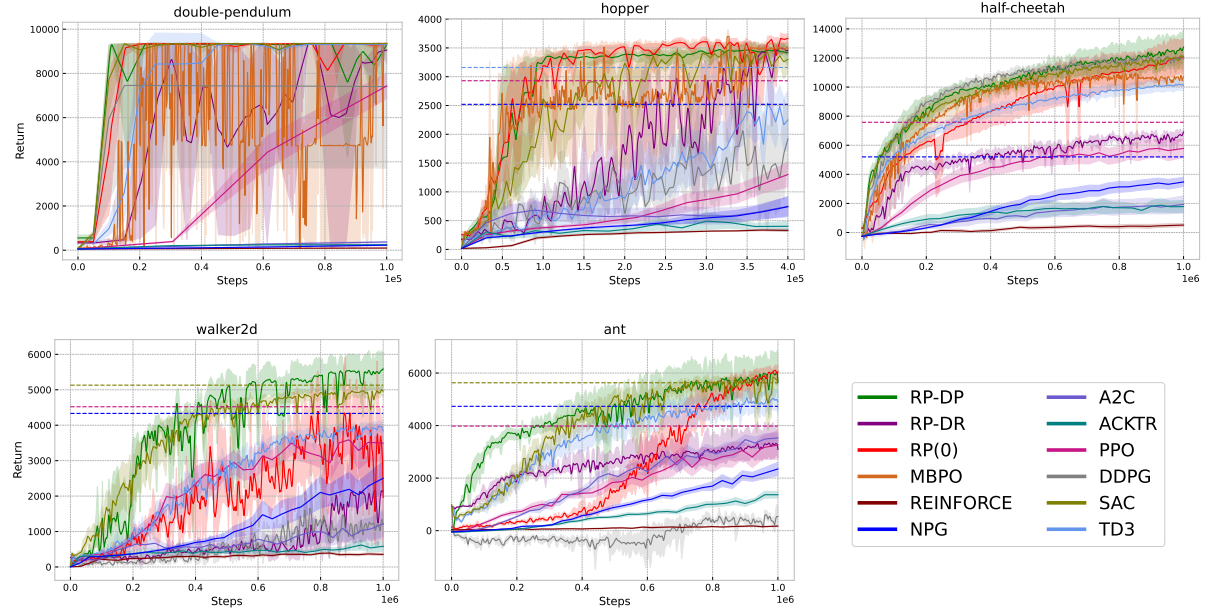 double-pendulum
10000
8000
6000
4000
2000
0
Return
0.0 0.2 0.4 0.6 0.8 1.0
Steps
1e5
hopper
4000
3500
3000
2500
2000
1500
1000
500
0
0.0 0.5 1.0 1.5 2.0 2.5 3.0 3.5 4.0
Steps
1e5
half-cheetah
14000
12000
10000
8000
6000
4000
2000
0
0.0 0.2 0.4 0.6 0.8 1.0
Steps
1e6
walker2d
6000
5000
4000
3000
2000
1000
0
Return
0.0 0.2 0.4 0.6 0.8 1.0
Steps
1e6
ant
6000
4000
2000
0
0.0 0.2 0.4 0.6 0.8 1.0
Steps
1e6
RP-DP
RP-DR
RP(0)
MBPO
REINFORCE
NPG
A2C
ACKTR
PPO
DDPG
SAC
TD3